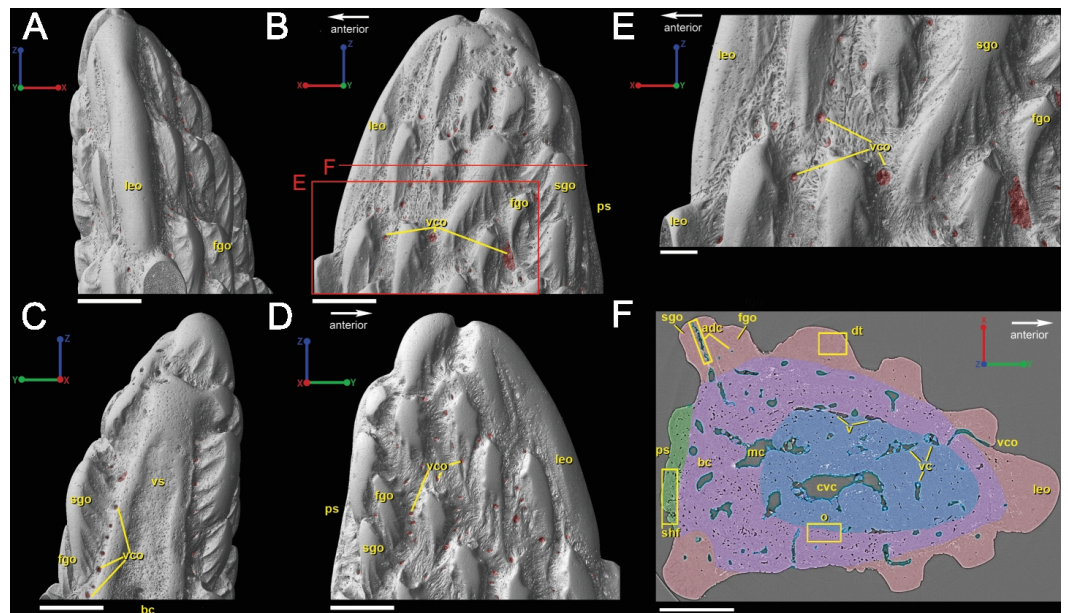 A
Z
Y
X
leo
fgo
B
anterior
Z
X
Y
leo
F
E
sgo
fgo
vco
ps
E
anterior
Z
X
Y
leo
sgo
fgo
vco
leo
C
Z
Y
X
sgo
vs
fgo
vco
bc
D
anterior
Z
X
Y
leo
vco
ps
fgo
sgo
F
sgo
adc
fgo
dt
anterior
X
Z
Y
v
vco
ps
bc
mc
vc
cvc
leo
o
shf